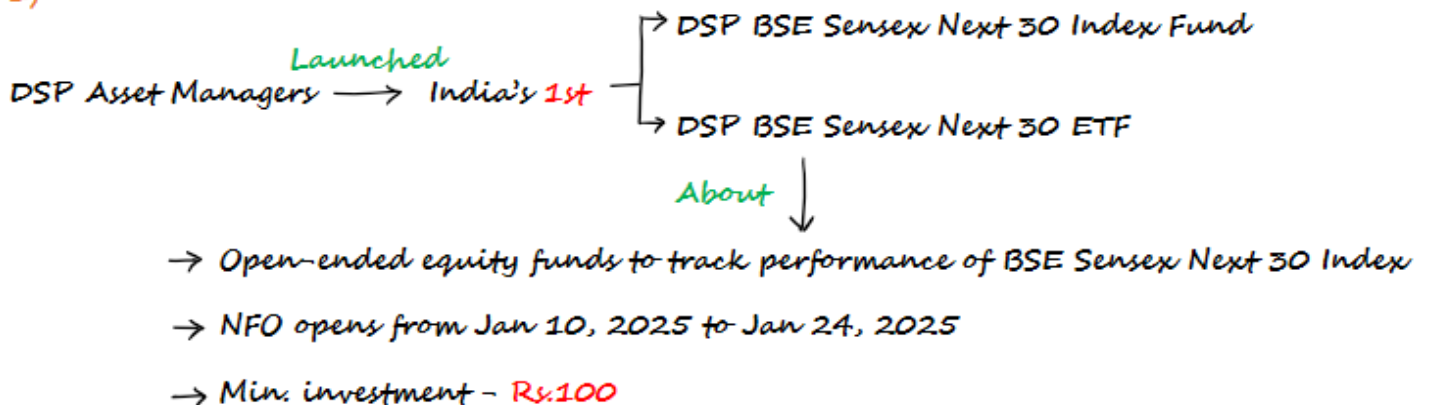 DSP BSE Sensex Next 30 Index Fund
Launched
DSP Asset Managers → India's 1st
DSP BSE Sensex Next 30 ETF
About
→ Open-ended equity funds to track performance of BSE Sensex Next 30 Index
→ NFO opens from Jan 10, 2025 to Jan 24, 2025
→ Min. investment - Rs.100